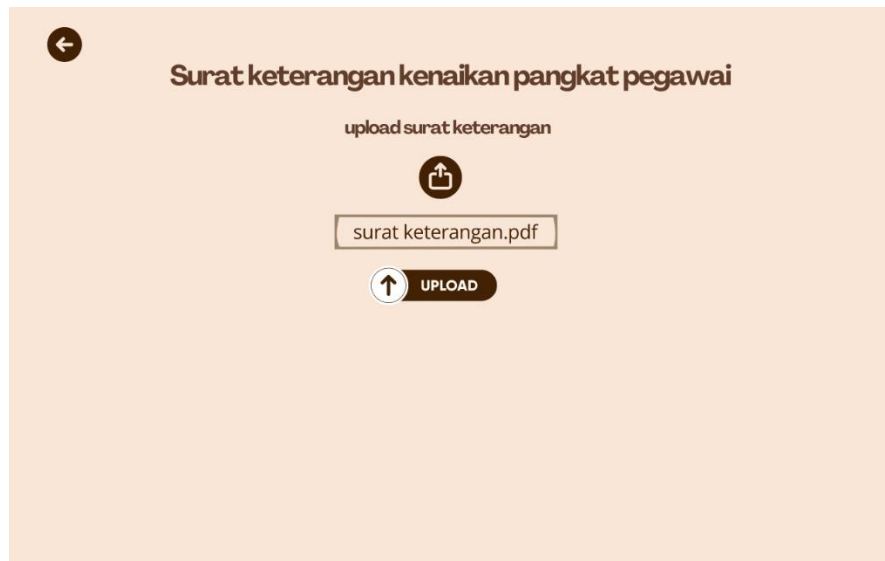 Surat keterangan kenaikan pangkat pegawai
upload surat keterangan
surat keterangan.pdf
UPLOAD